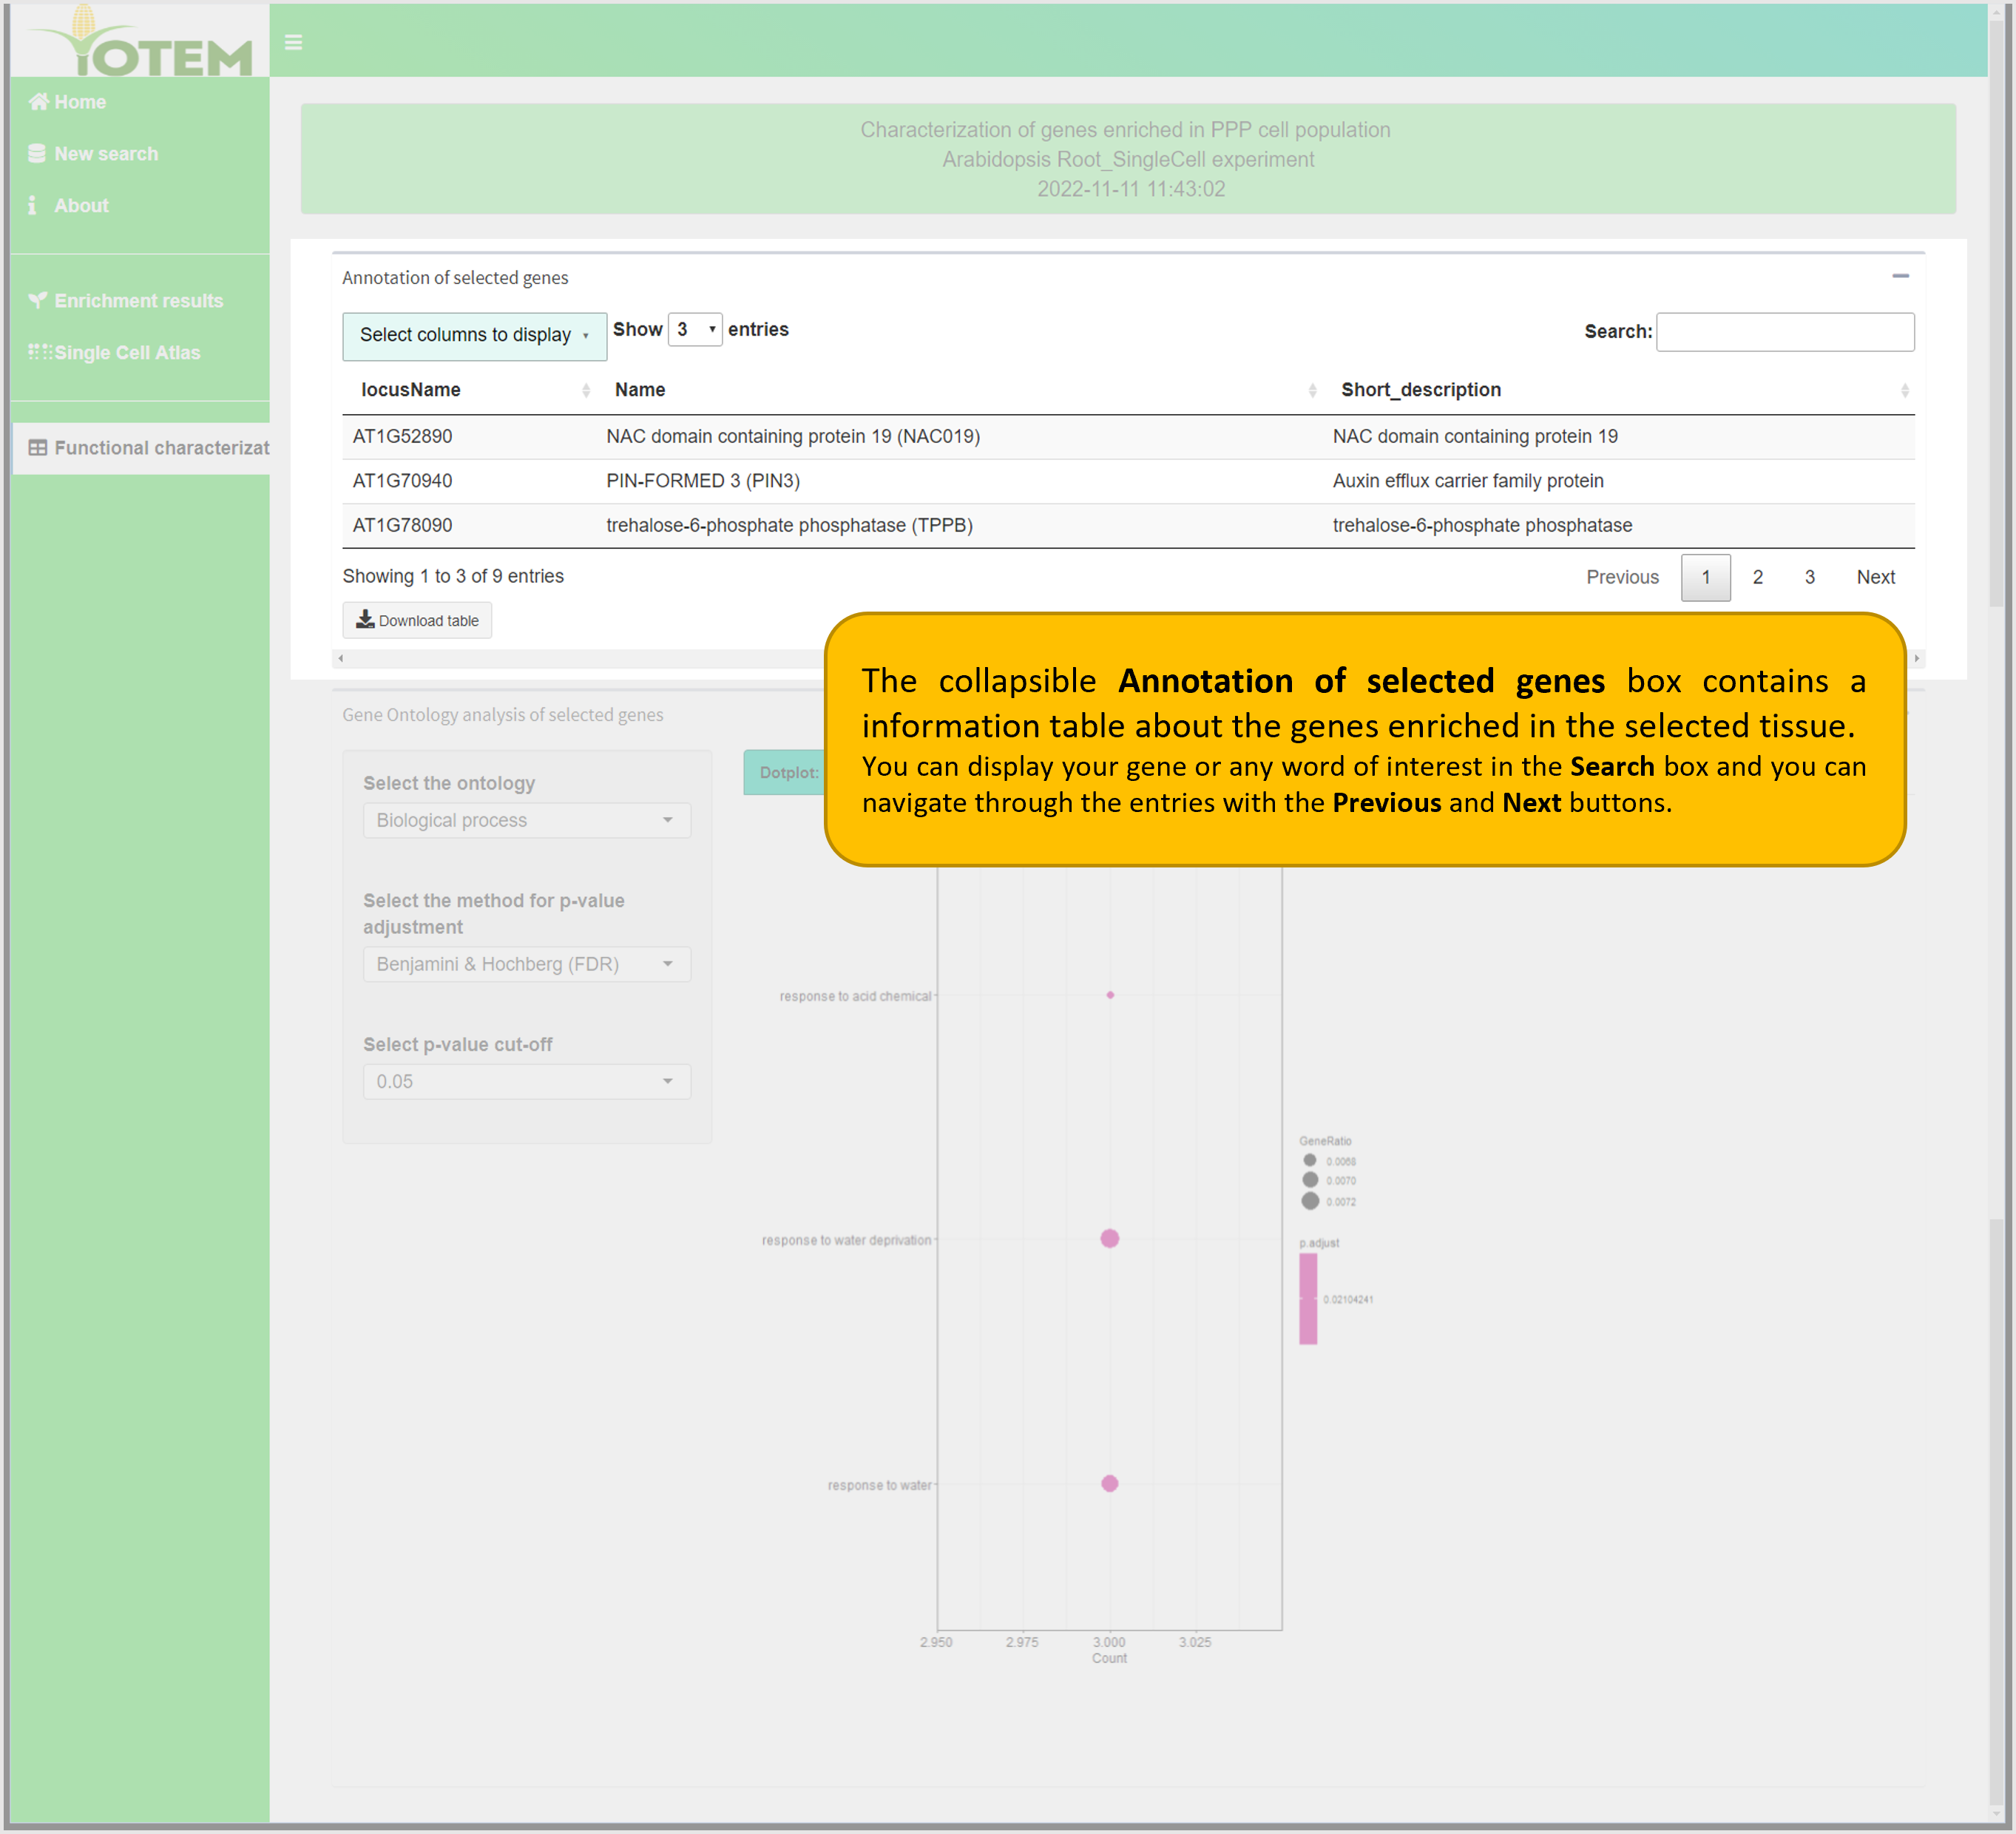 YOTEM
Home
New search
About
Enrichment results
Single Cell Atlas
Functional characterizat
Characterization of genes enriched in PPP cell population
Arabidopsis Root_SingleCell experiment
2022-11-11 11:43:02
Annotation of selected genes
Select columns to display
Show 3 entries
Search:
locusName Name Short_description
AT1G52890 NAC domain containing protein 19 (NAC019) NAC domain containing protein 19
AT1G70940 PIN-FORMED 3 (PIN3) Auxin efflux carrier family protein
AT1G78090 trehalose-6-phosphate phosphatase (TPPB) trehalose-6-phosphate phosphatase
Showing 1 to 3 of 9 entries
Previous 1 2 3 Next
Download table
The collapsible Annotation of selected genes box contains a
information table about the genes enriched in the selected tissue.
You can display your gene or any word of interest in the Search box and you can
navigate through the entries with the Previous and Next buttons.
Gene Ontology analysis of selected genes
Select the ontology
Biological process
Select the method for p-value
adjustment
Benjamini & Hochberg (FDR)
Select p-value cut-off
0.05
Dotplot:
response to acid chemical
response to water deprivation
response to water
2.950 2.975 3.000 3.025
Count
GeneRatio
0.0068
0.0070
0.0072
p.adjust
0.02104241